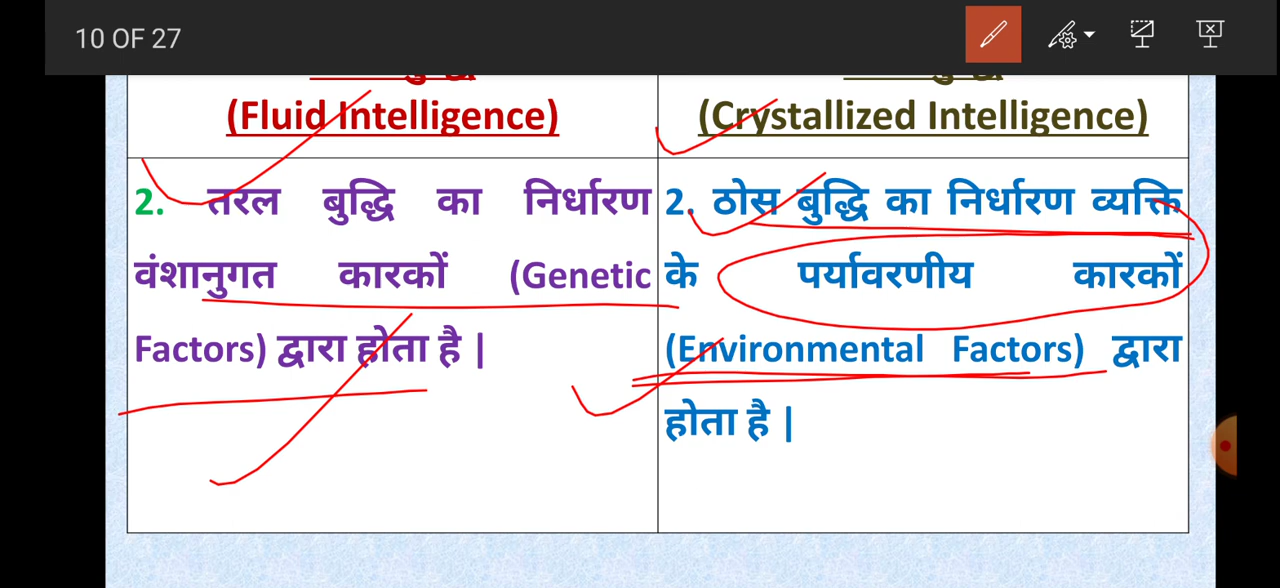 10 OF 27
(Fluid Intelligence)
(Crystallized Intelligence)
2. तरल बुद्धि का निर्धारण
वंशानुगत कारकों (Genetic
Factors) द्वारा होता है |
2. ठोस बुद्धि का निर्धारण व्यक्ति
के पर्यावरणीय कारकों
(Environmental Factors) द्वारा
होता है |